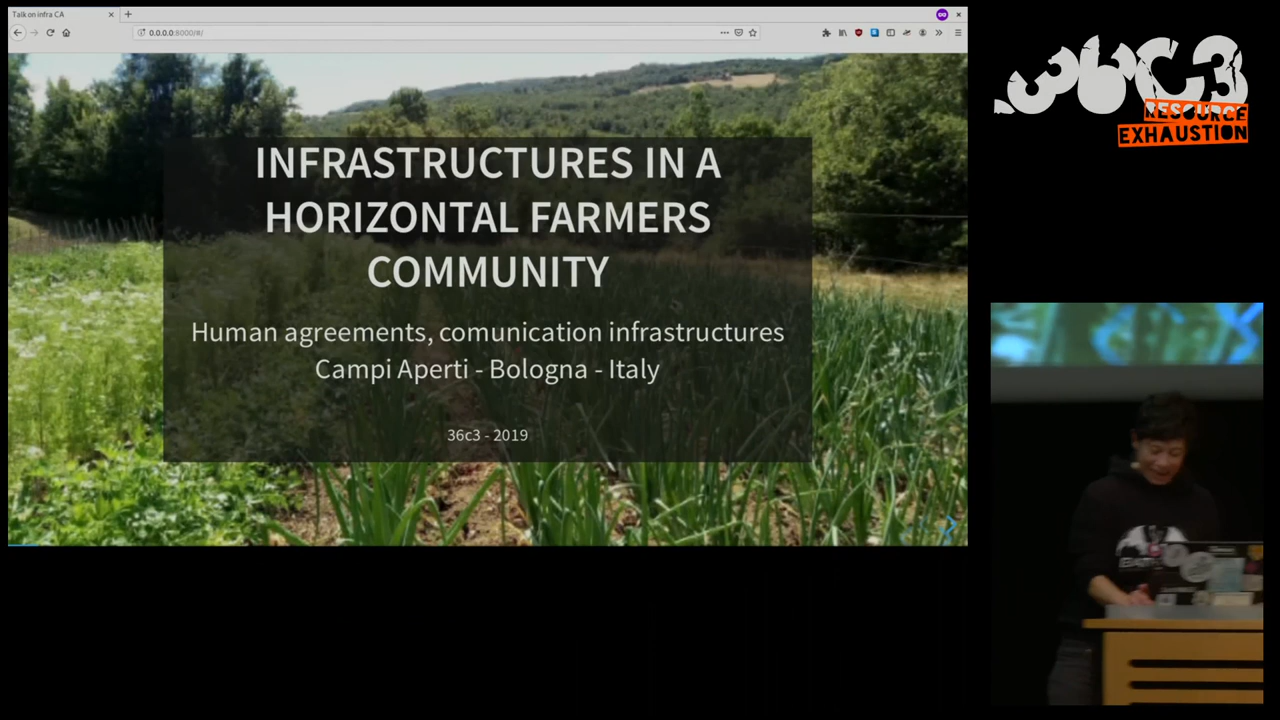 Talk on infra CA
0.0.0.0:8000/#/
INFRASTRUCTURES IN A
HORIZONTAL FARMERS
COMMUNITY
Human agreements, comunication infrastructures
Campi Aperti - Bologna - Italy
36c3 - 2019
36C3
RESOURCE
EXHAUSTION